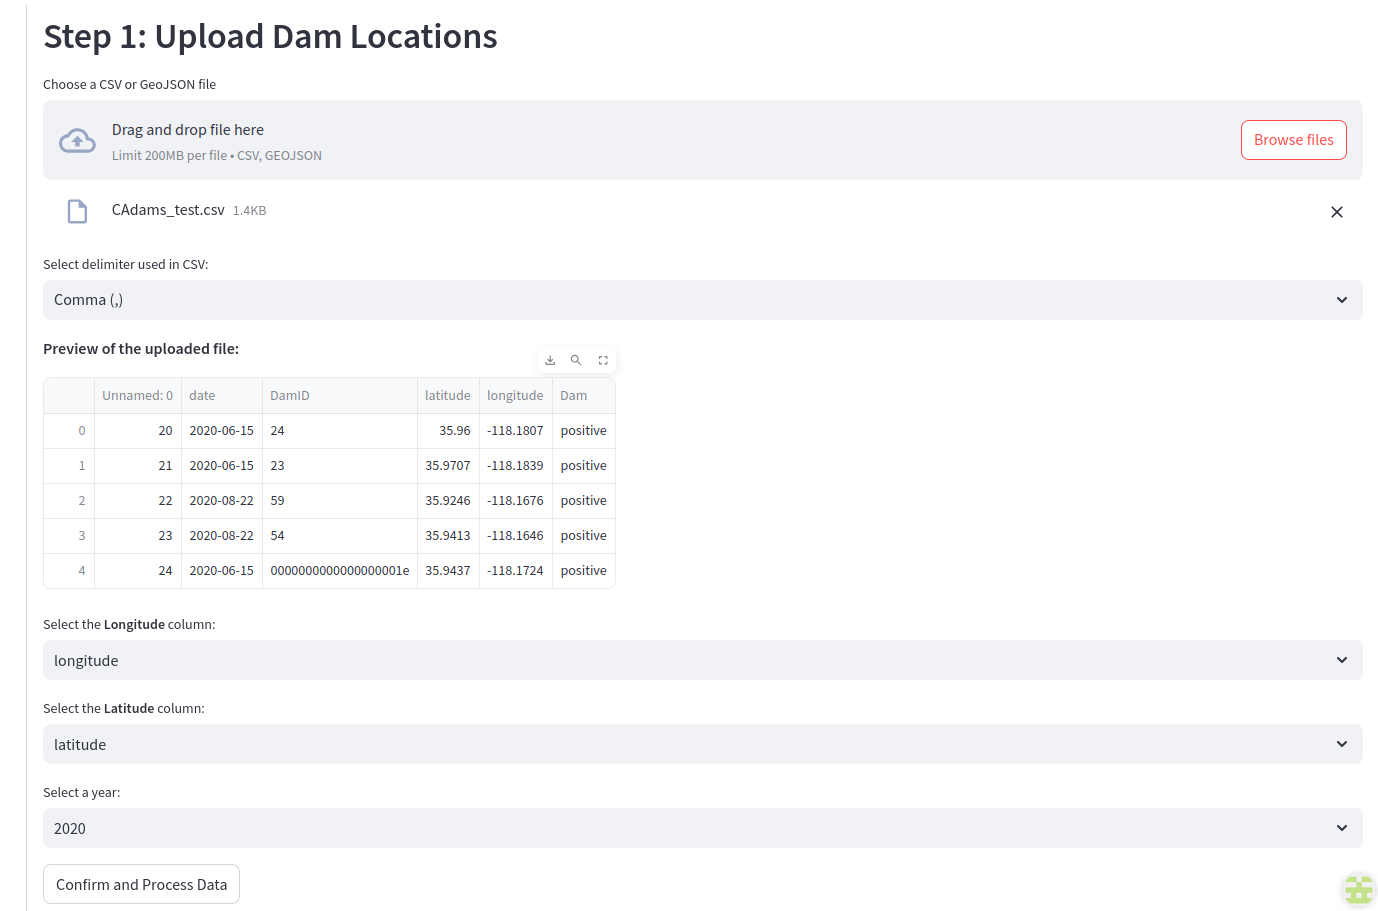 Step 1: Upload Dam Locations
Choose a CSV or GeoJSON file
Drag and drop file here
Limit 200MB per file • CSV, GEOJSON
Browse files
CAdams_test.csv 1.4KB
Select delimiter used in CSV:
Comma (,)
Preview of the uploaded file:
Unnamed: 0 date DamID latitude longitude Dam
0 20 2020-06-15 24 35.96 -118.1807 positive
1 21 2020-06-15 23 35.9707 -118.1839 positive
2 22 2020-08-22 59 35.9246 -118.1676 positive
3 23 2020-08-22 54 35.9413 -118.1646 positive
4 24 2020-06-15 0000000000000000001e 35.9437 -118.1724 positive
Select the Longitude column:
longitude
Select the Latitude column:
latitude
Select a year:
2020
Confirm and Process Data